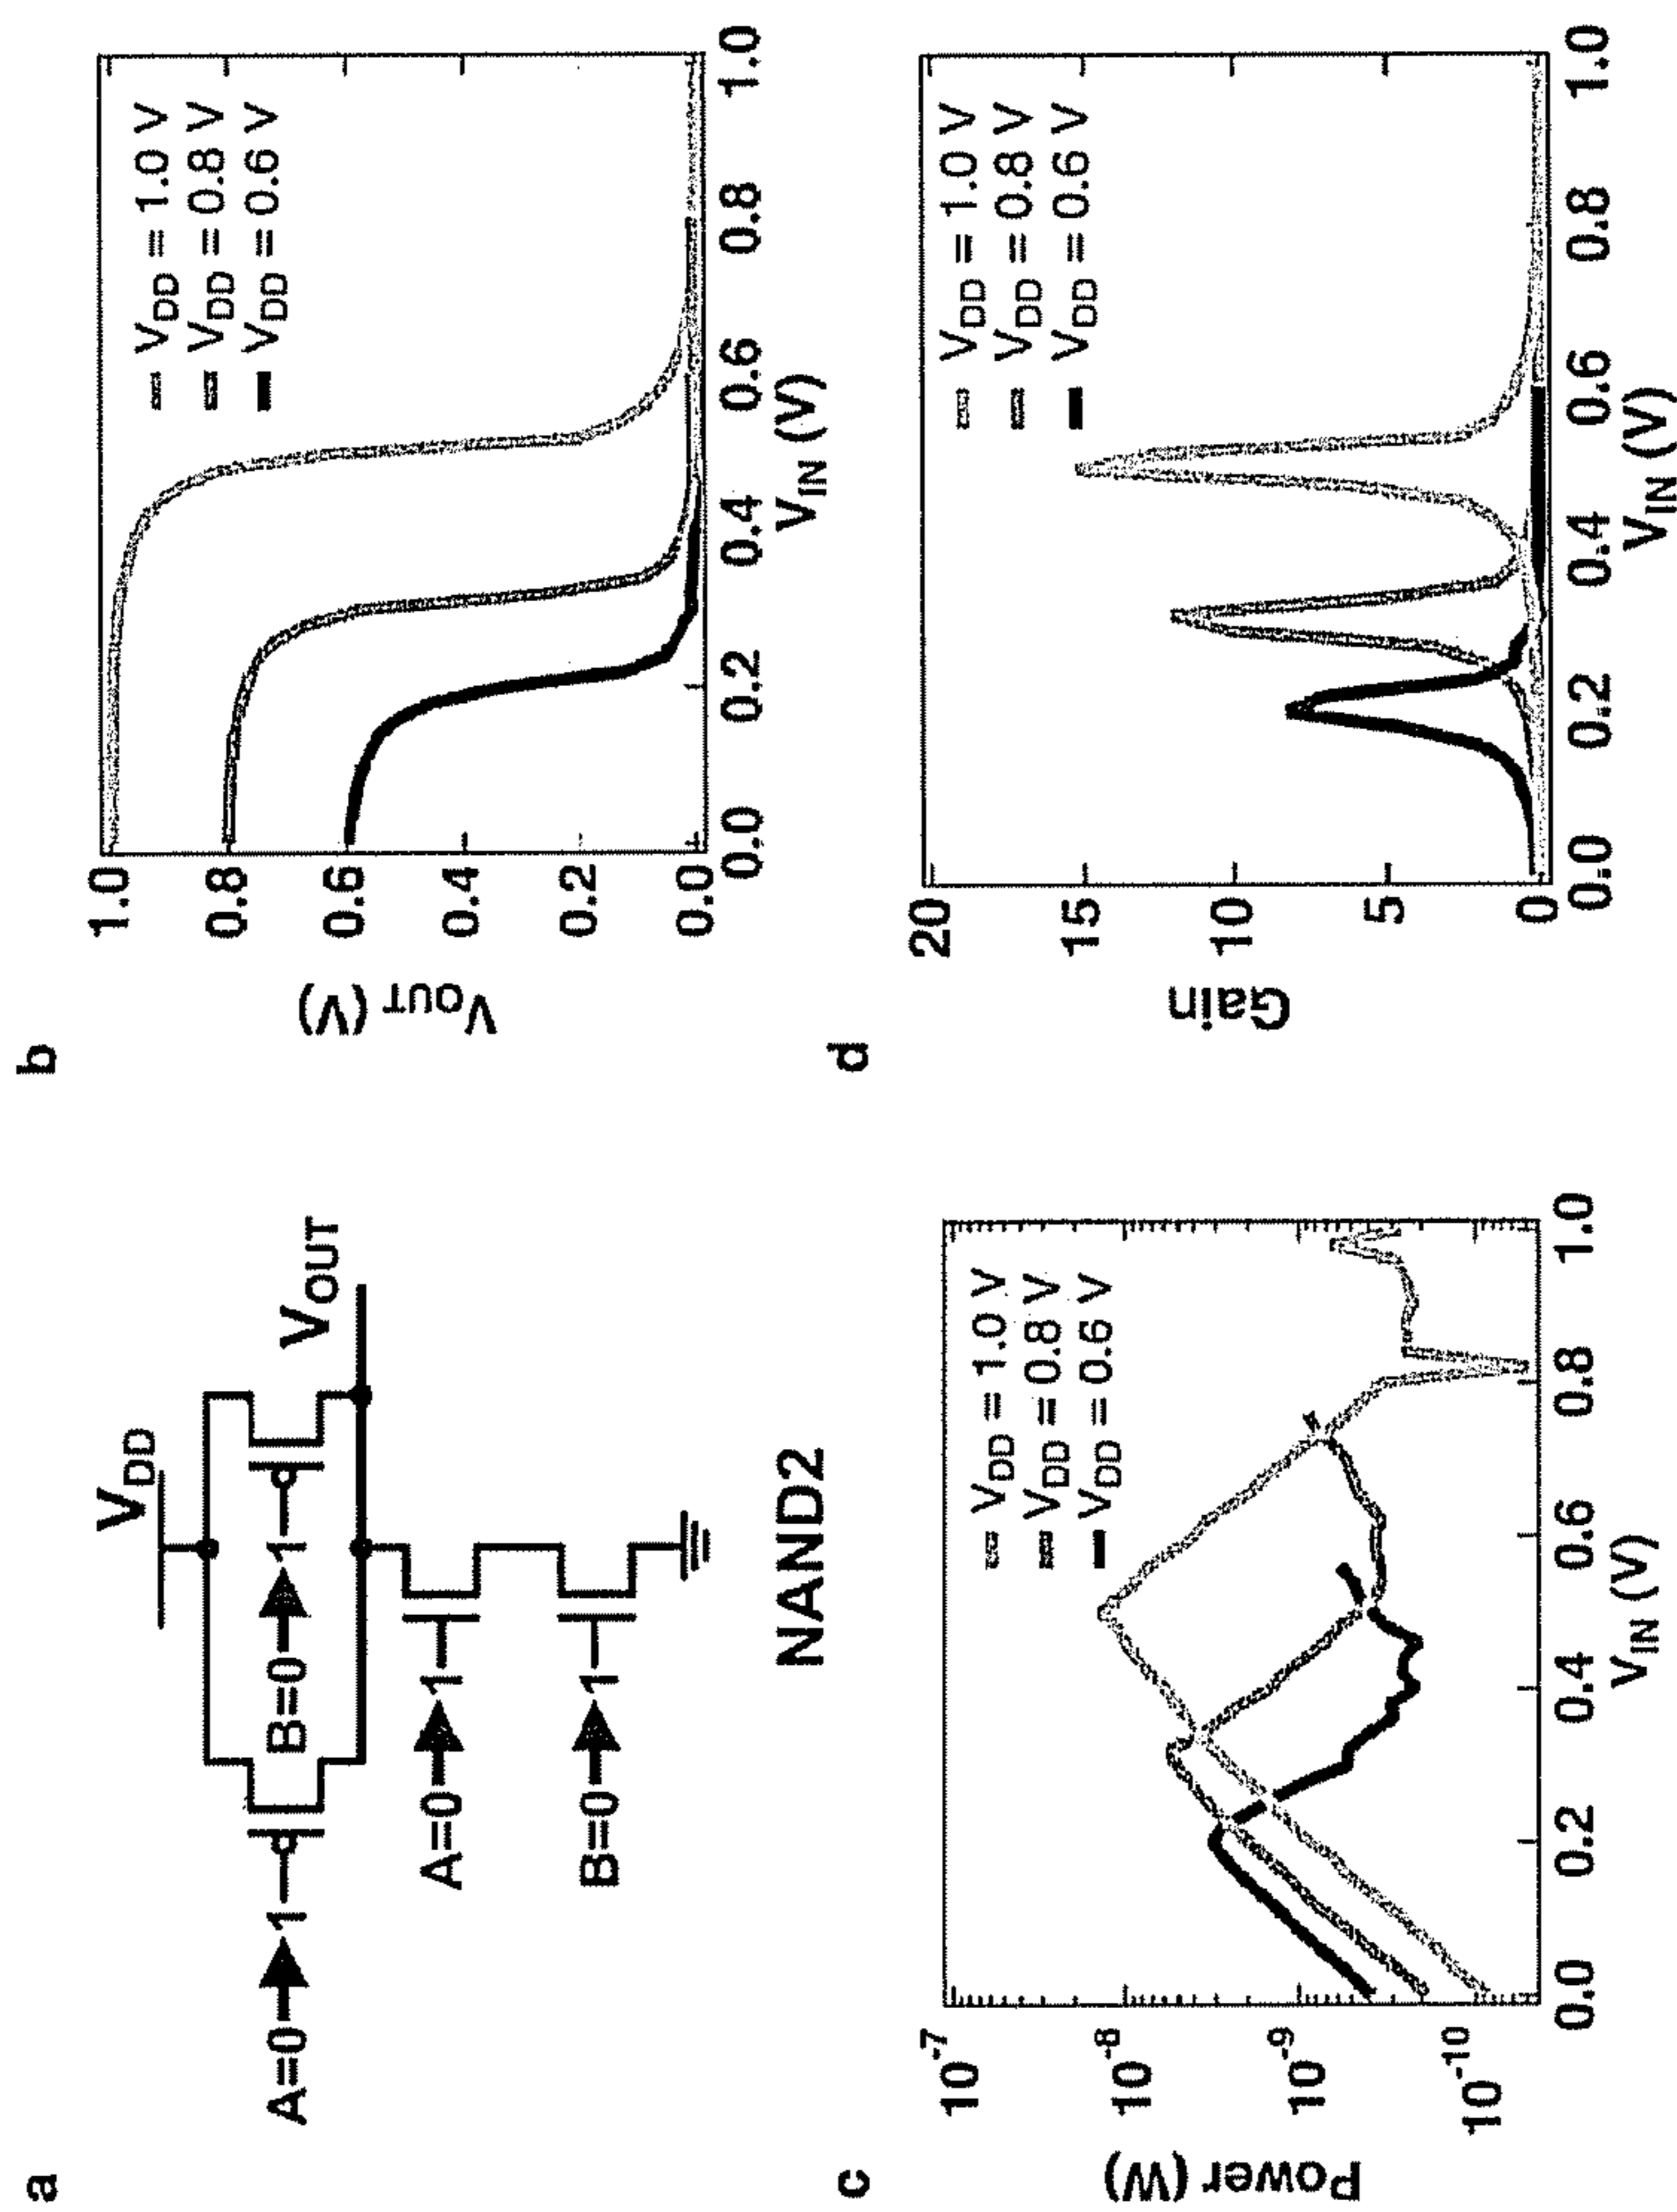 a
V_DD
A=0→1
B=0→1
V_OUT
A=0→1
B=0→1
NAND2
b
V_OUT (V)
1.0
0.8
0.6
0.4
0.2
0.0
V_DD = 1.0 V
V_DD = 0.8 V
V_DD = 0.6 V
0.0 0.2 0.4 0.6 0.8 1.0
V_IN (V)
c
Power (W)
10^-7
10^-8
10^-9
10^-10
V_DD = 1.0 V
V_DD = 0.8 V
V_DD = 0.6 V
0.0 0.2 0.4 0.6 0.8 1.0
V_IN (V)
d
Gain
20
15
10
5
0
V_DD = 1.0 V
V_DD = 0.8 V
V_DD = 0.6 V
0.0 0.2 0.4 0.6 0.8 1.0
V_IN (V)